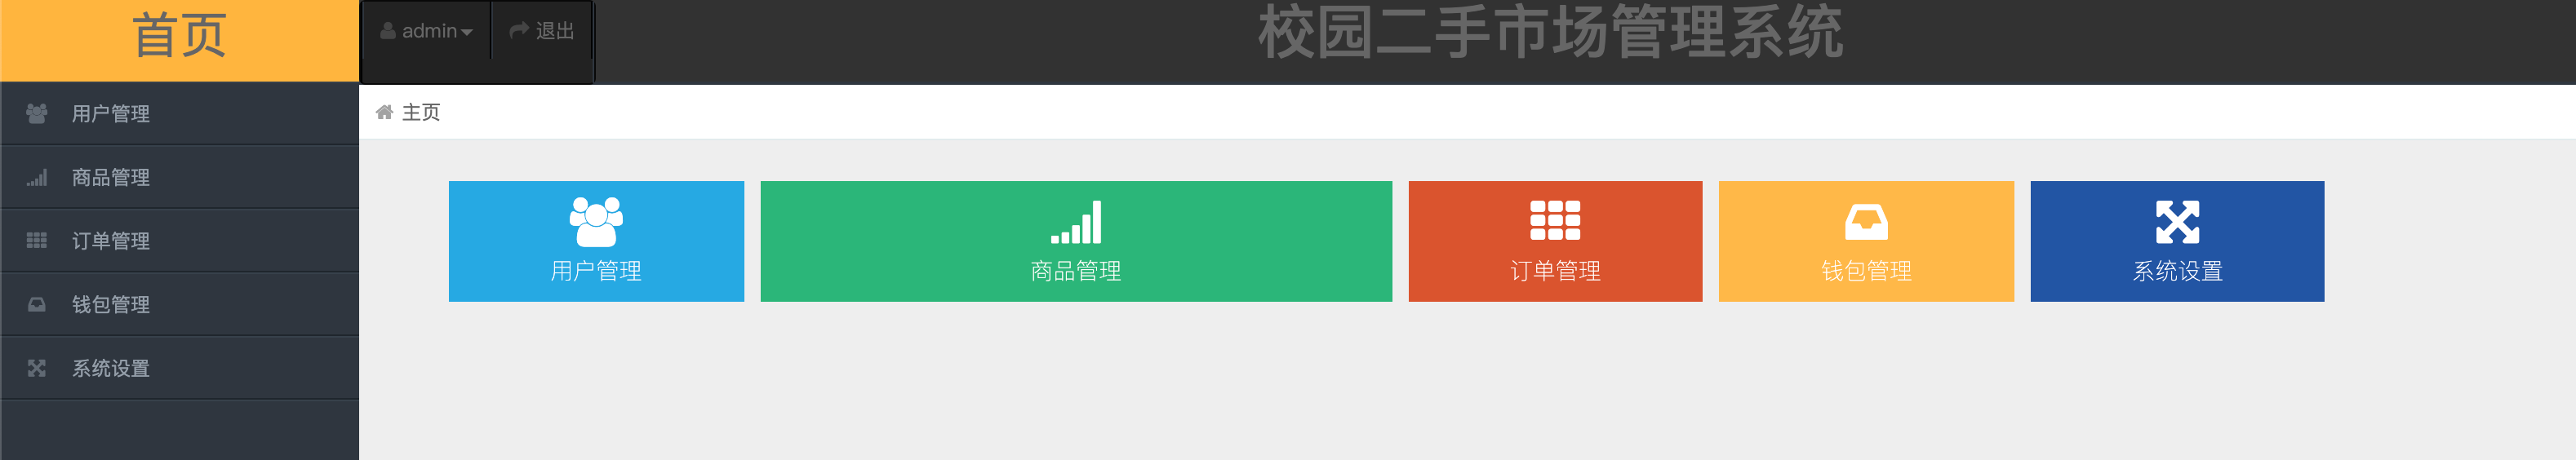 首页
admin 退出
校园二手市场管理系统
用户管理
商品管理
订单管理
钱包管理
系统设置
主页
用户管理
商品管理
订单管理
钱包管理
系统设置